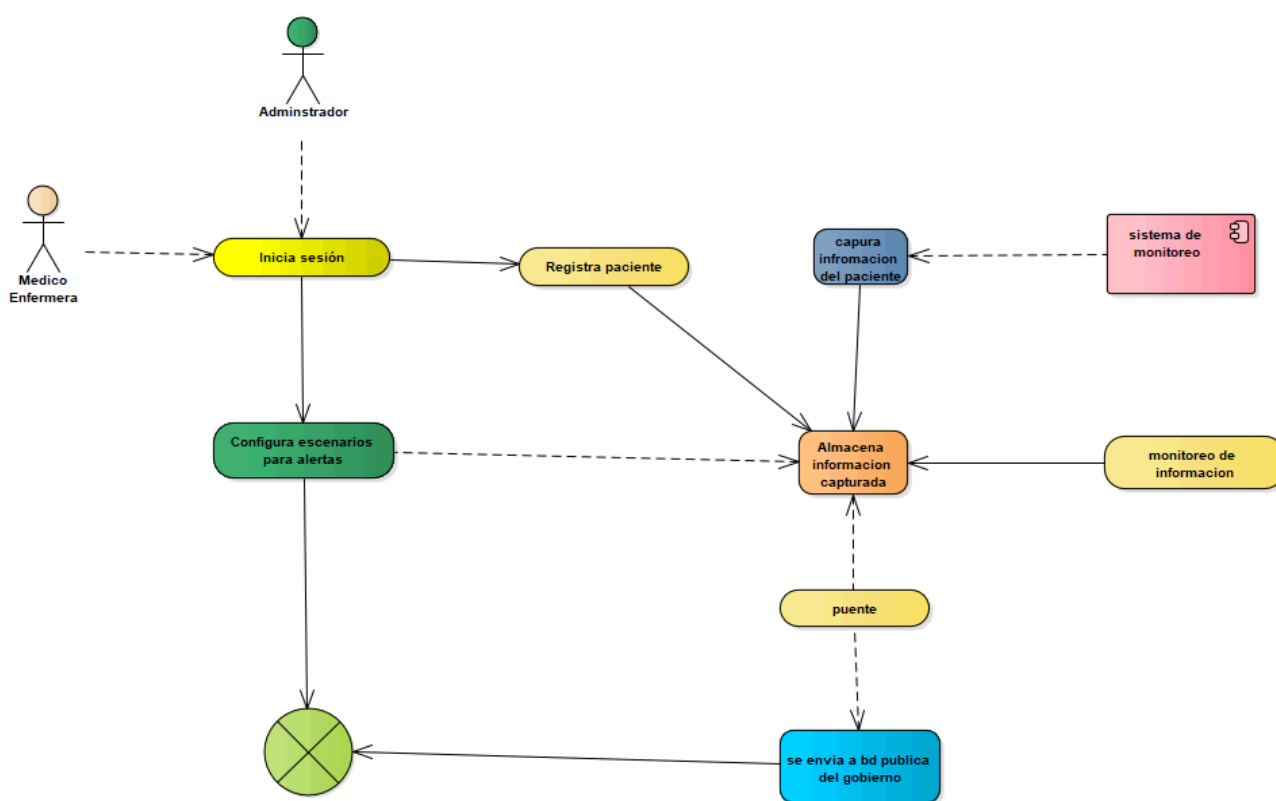 Adminstrador
Medico
Enfermera
Inicia sesión
Registra paciente
capura
infromacion
del paciente
sistema de
monitoreo
Configura escenarios
para alertas
Almacena
informacion
capturada
monitoreo de
informacion
puente
se envia a bd publica
del gobierno